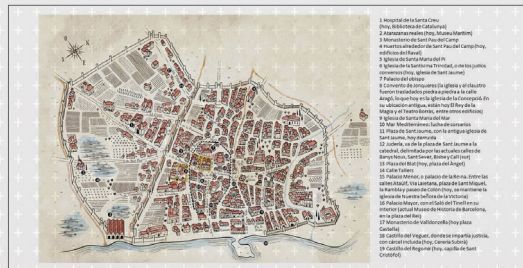 1 Hospital de la Santa Creu
(hoy, Biblioteca de Catalunya)
2 Atarazanas reales (hoy, Museu Marítim)
3 Monasterio de Sant Pau del Camp
4 Huertos alrededor de Sant Pau del Camp (hoy,
edificios del Raval)
5 Iglesia de Santa Maria del Pi
6 Iglesia de la Santísima Trinidad, o de los judíos
conversos (hoy, iglesia de Sant Jaume)
7 Palacio del obispo
8 Convento de Jonqueres (la iglesia y el claustro
fueron trasladados piedra a piedra a la calle
Aragó, lo que hoy es la iglesia de la Concepció. En
su ubicación antigua, están hoy El Rey de la
Magia y el Teatro Borràs, entre otros edificios)
9 Iglesia de Santa Maria del Mar
10 Mar Mediterráneo: lucha de corsarios
11 Plaza de Sant Jaume, con la antigua iglesia de
Sant Jaume, hoy derruida
12 Judería, va de la plaza de Sant Jaume a la
catedral, delimitada por las actuales calles de
Banys Nous, Sant Sever, Bisbe y Call (sur)
13 Plaza del Blat (hoy, plaza del Àngel)
14 Calle Tallers
15 Palacio Menor, o palacio de la Reina. Entre las
calles Ataülf, Via Laietana, plaza de Sant Miquel,
la Rambla y paseo de Colón (hoy, se mantiene la
iglesia de Nuestra Señora de la Victoria)
16 Palacio Mayor, con el Saló del Tinell en su
interior (actual Museo de Historia de Barcelona,
en la plaza del Rei)
17 Monasterio de Valldonzella (hoy plaza
18 Castillo del Veguer, donde se impartía justicia,
con cárcel incluida (hoy,
19 Castillo del Regomir (hoy, capilla de Sant
Cristòfol)